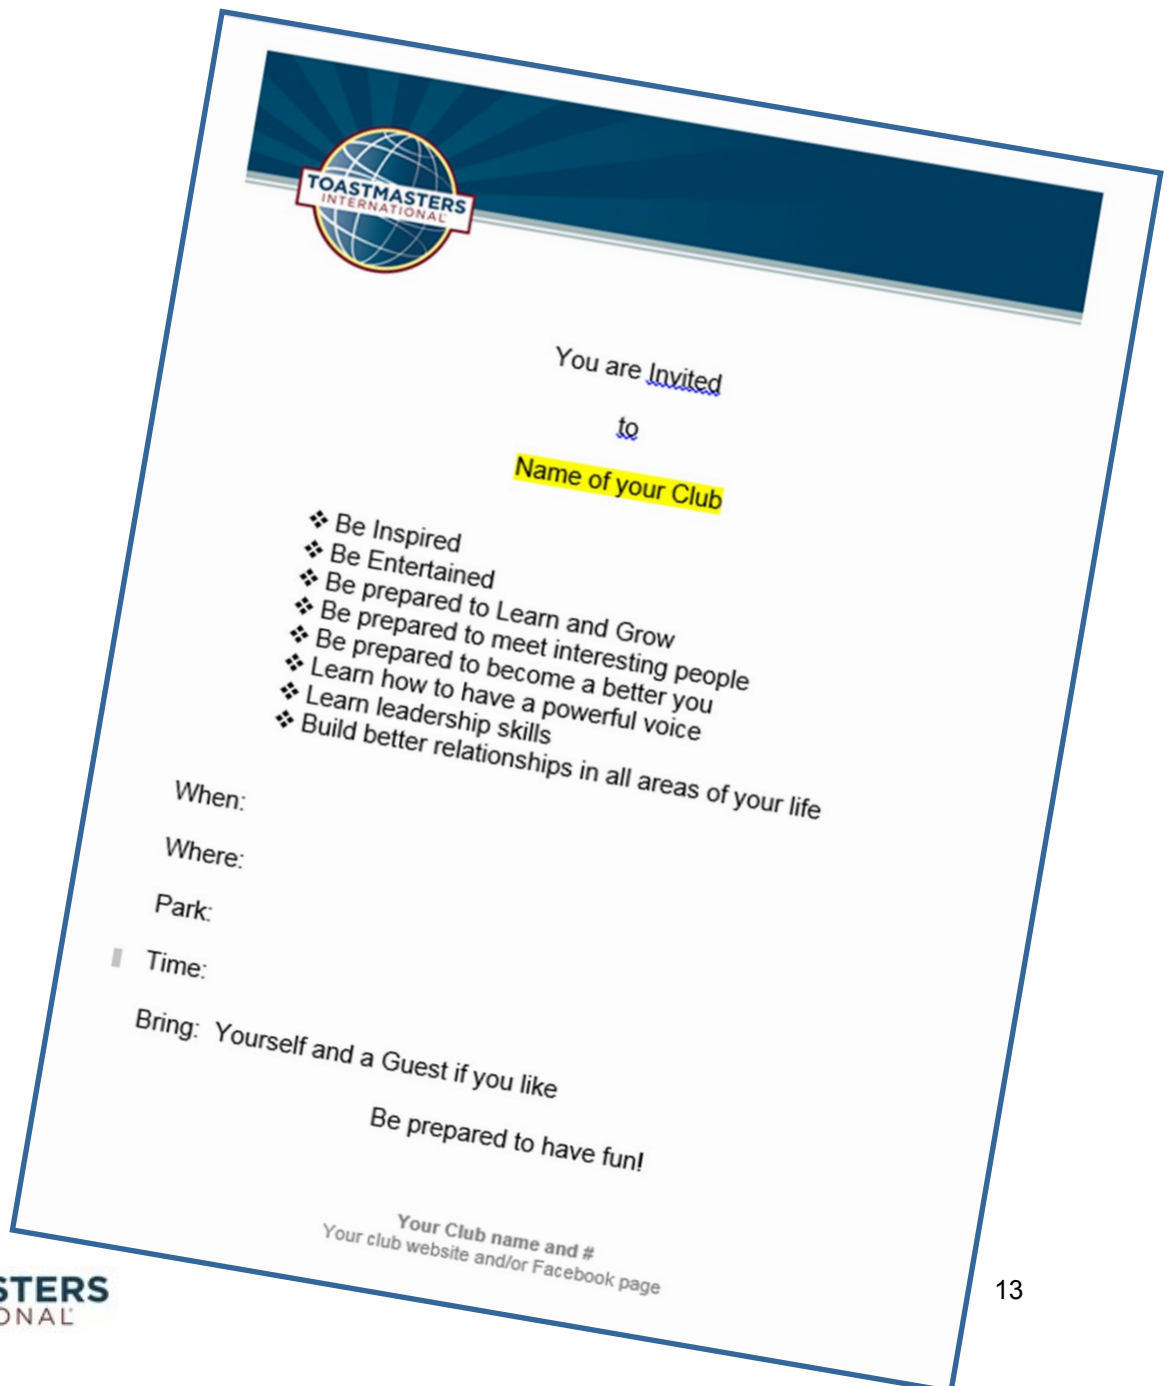 TOASTMASTERS
INTERNATIONAL
You are Invited
to
Name of your Club
❖ Be Inspired
❖ Be Entertained
❖ Be prepared to Learn and Grow
❖ Be prepared to meet interesting people
❖ Be prepared to become a better you
❖ Learn how to have a powerful voice
❖ Learn leadership skills
❖ Build better relationships in all areas of your life
When:
Where:
Park:
Time:
Bring: Yourself and a Guest if you like
Be prepared to have fun!
Your Club name and #
Your club website and/or Facebook page
STERS
ONAL
13